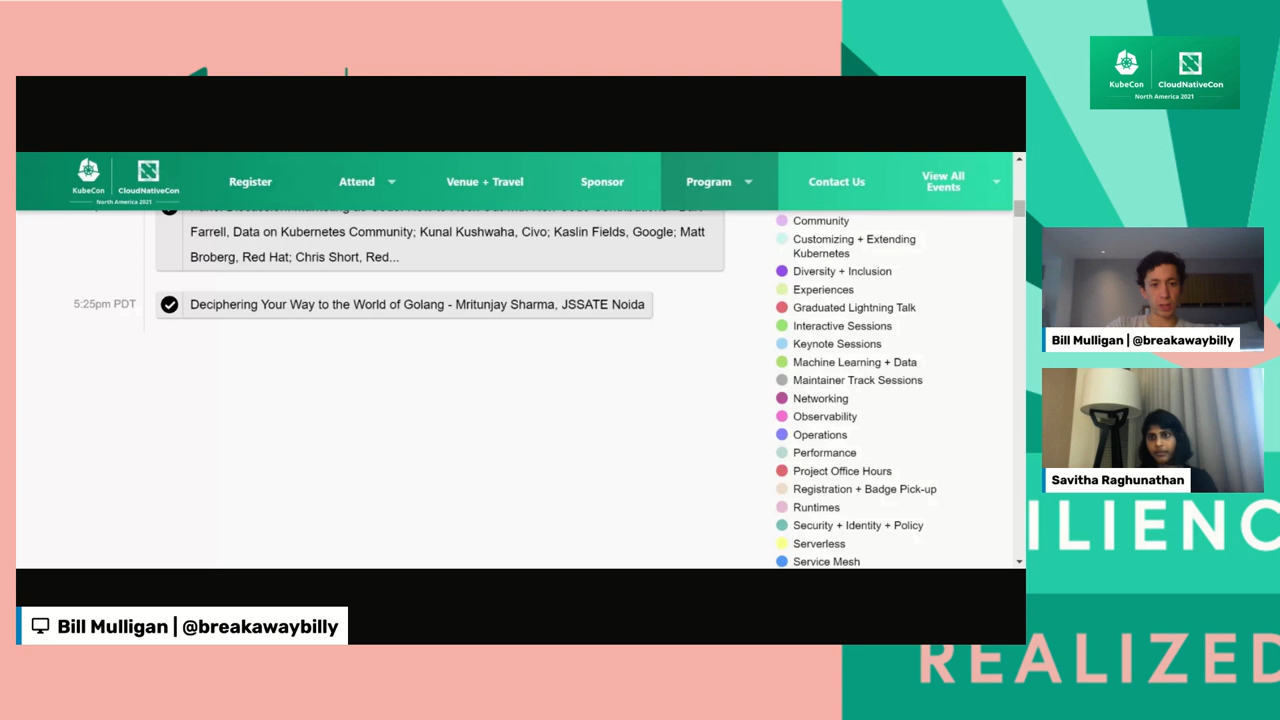 KubeCon
CloudNativeCon
North America 2021
KubeCon
CloudNativeCon
North America 2021
Register
Attend
Venue + Travel
Sponsor
Program
Contact Us
View All
Events
Farrell, Data on Kubernetes Community; Kunal Kushwaha, Civo; Kaslin Fields, Google; Matt
Broberg, Red Hat; Chris Short, Red...
5:25pm PDT
Deciphering Your Way to the World of Golang - Mritunjay Sharma, JSSATE Noida
Community
Customizing + Extending
Kubernetes
Diversity + Inclusion
Experiences
Graduated Lightning Talk
Interactive Sessions
Keynote Sessions
Machine Learning + Data
Maintainer Track Sessions
Networking
Observability
Operations
Performance
Project Office Hours
Registration + Badge Pick-up
Runtimes
Security + Identity + Policy
Serverless
Service Mesh
Bill Mulligan | @breakawaybilly
Savitha Raghunathan
ILIENC
REALIZED
Bill Mulligan | @breakawaybilly